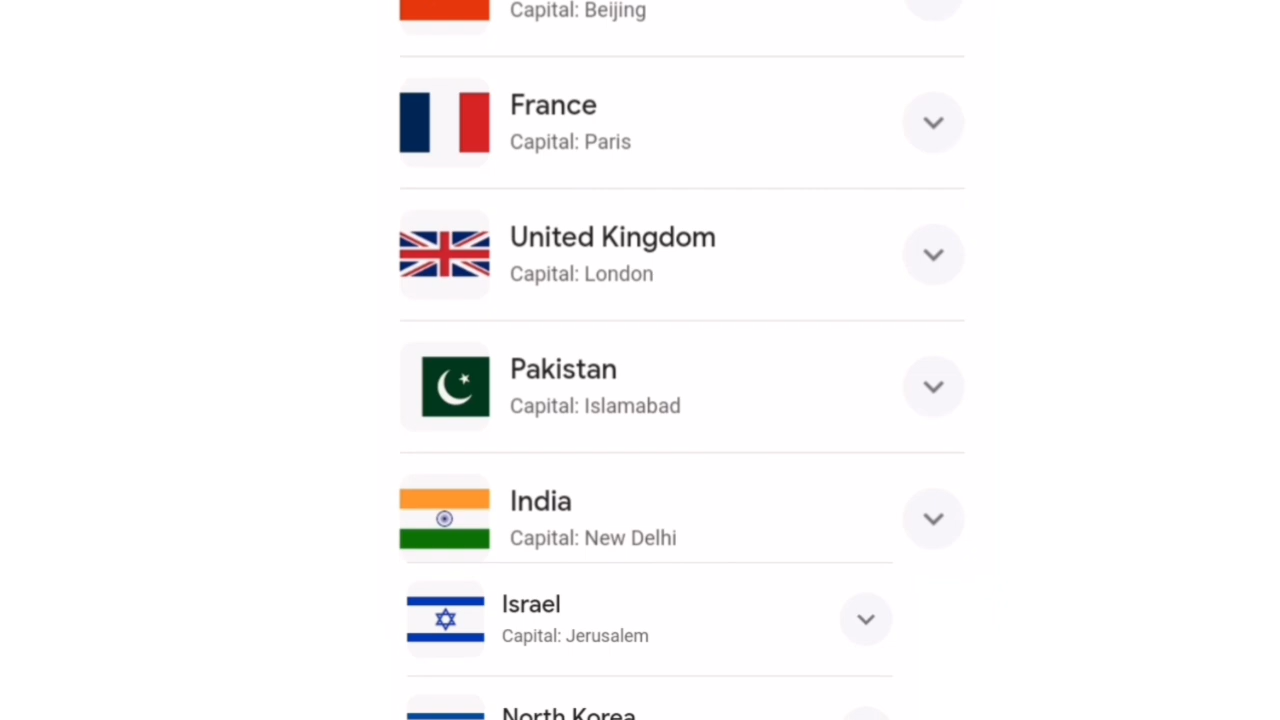 Capital: Beijing
France
Capital: Paris
United Kingdom
Capital: London
Pakistan
Capital: Islamabad
India
Capital: New Delhi
Israel
Capital: Jerusalem
North Korea